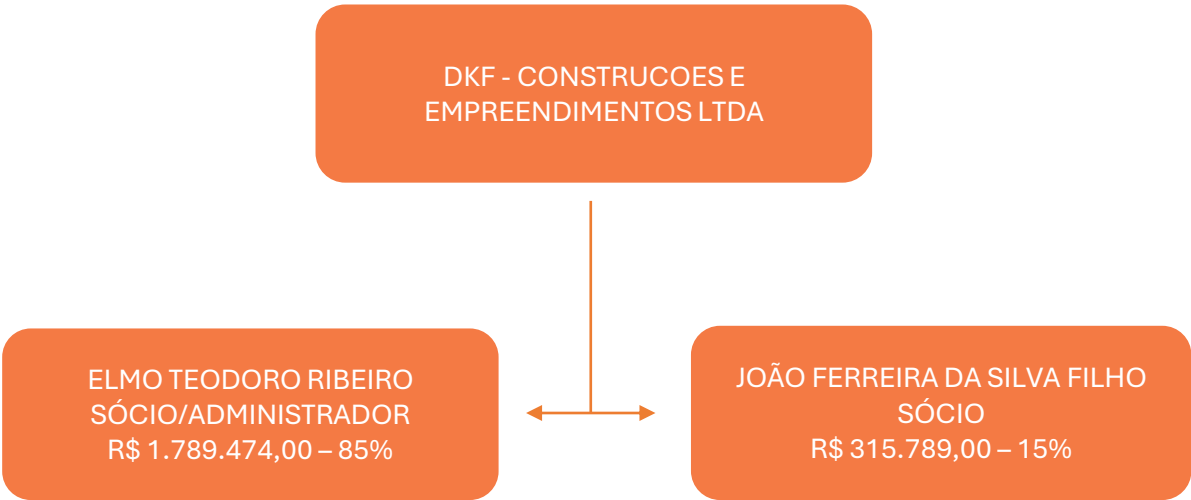 DKF - CONSTRUCOES E
EMPREENDIMENTOS LTDA
ELMO TEODORO RIBEIRO
SÓCIO/ADMINISTRADOR
R$ 1.789.474,00 – 85%
JOÃO FERREIRA DA SILVA FILHO
SÓCIO
R$ 315.789,00 – 15%